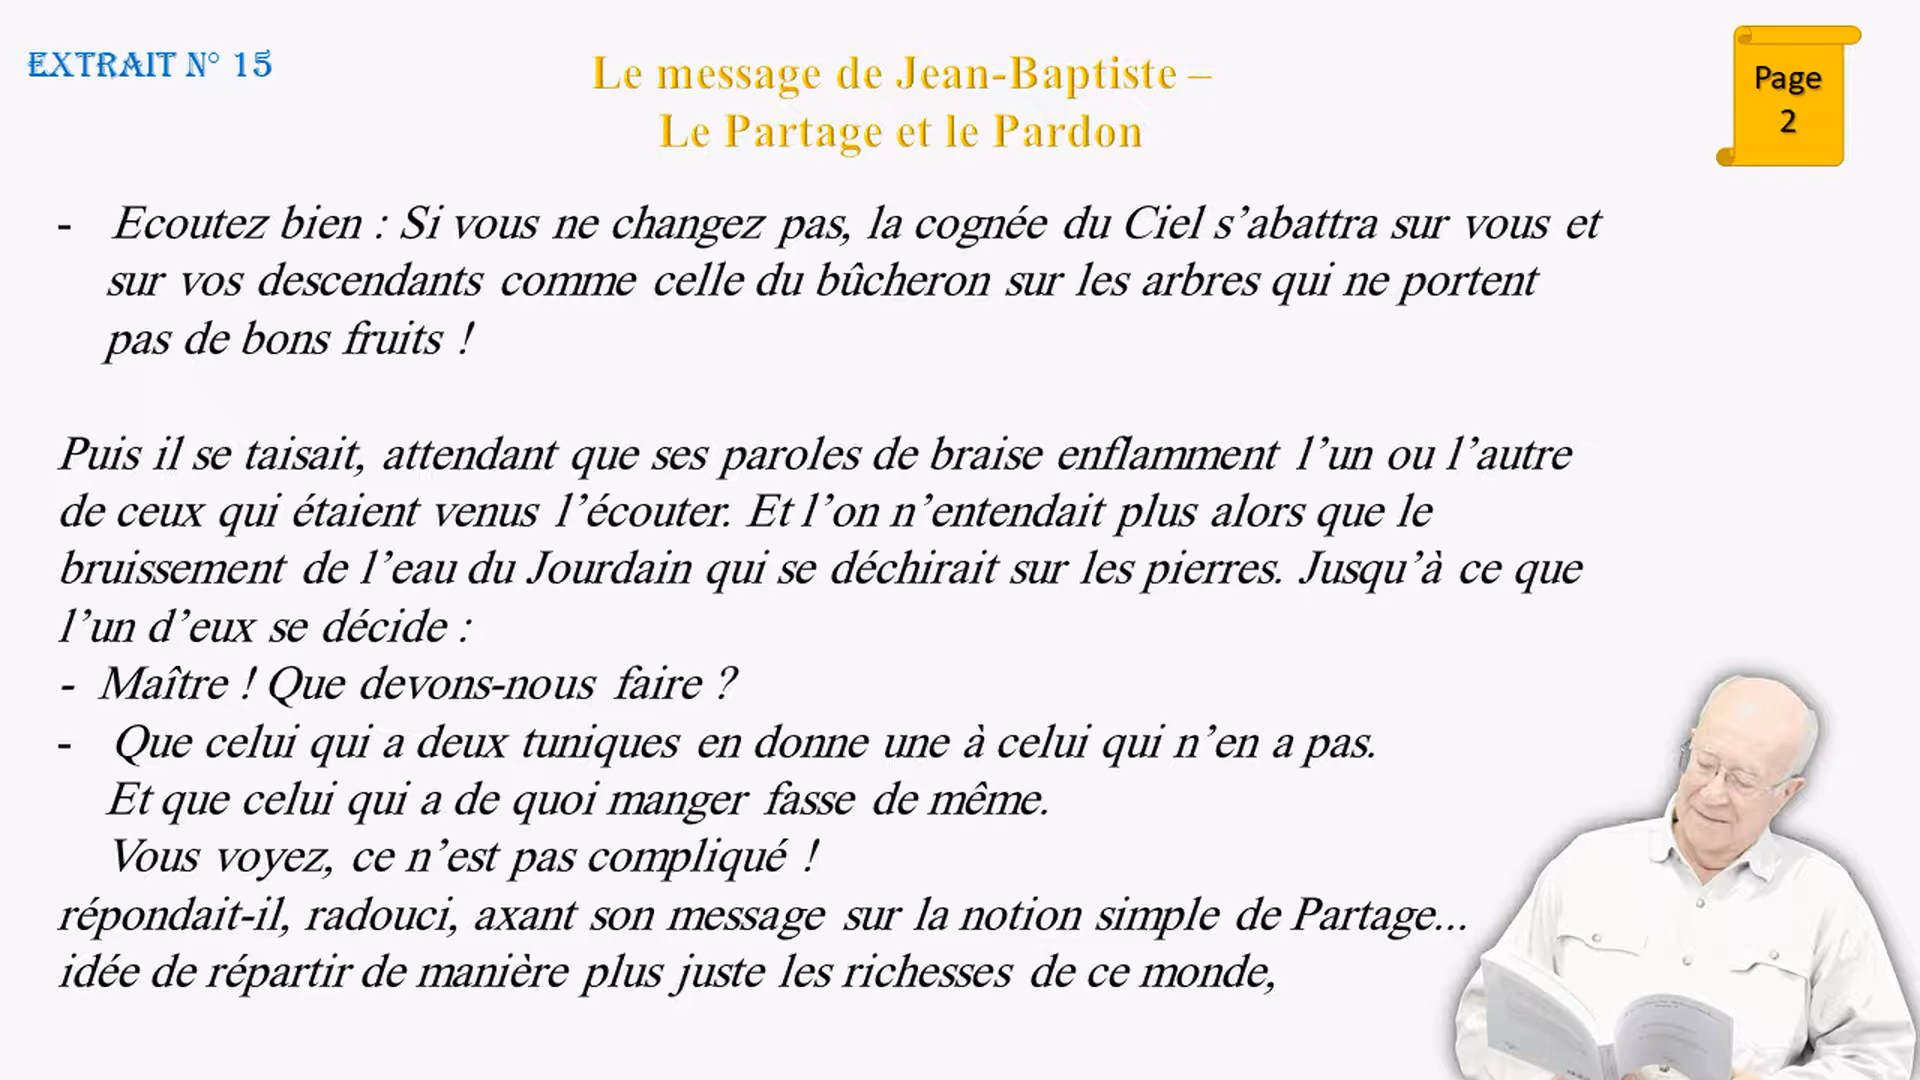 EXTRAIT N° 15
Le message de Jean-Baptiste –
Le Partage et le Pardon
Page
2
- Ecoutez bien : Si vous ne changez pas, la cognée du Ciel s’abattra sur vous et
sur vos descendants comme celle du bûcheron sur les arbres qui ne portent
pas de bons fruits !
Puis il se taisait, attendant que ses paroles de braise enflamment l’un ou l’autre
de ceux qui étaient venus l’écouter. Et l’on n’entendait plus alors que le
bruissement de l’eau du Jourdain qui se déchirait sur les pierres. Jusqu’à ce que
l’un d’eux se décide :
- Maître ! Que devons-nous faire ?
- Que celui qui a deux tuniques en donne une à celui qui n’en a pas.
Et que celui qui a de quoi manger fasse de même.
Vous voyez, ce n’est pas compliqué !
répondait-il, radouci, axant son message sur la notion simple de Partage...
idée de répartir de manière plus juste les richesses de ce monde,